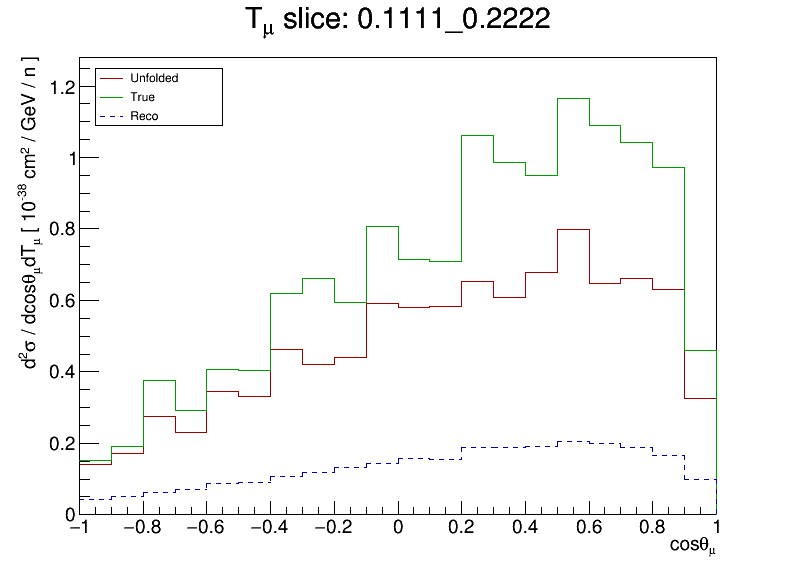 Tμ slice: 0.1111_0.2222
d²σ / dcosθμdTμ [ 10⁻³⁸ cm² / GeV / n ]
Unfolded
True
Reco
1.2
1
0.8
0.6
0.4
0.2
0
−1 −0.8 −0.6 −0.4 −0.2 0 0.2 0.4 0.6 0.8 1
cosθμ